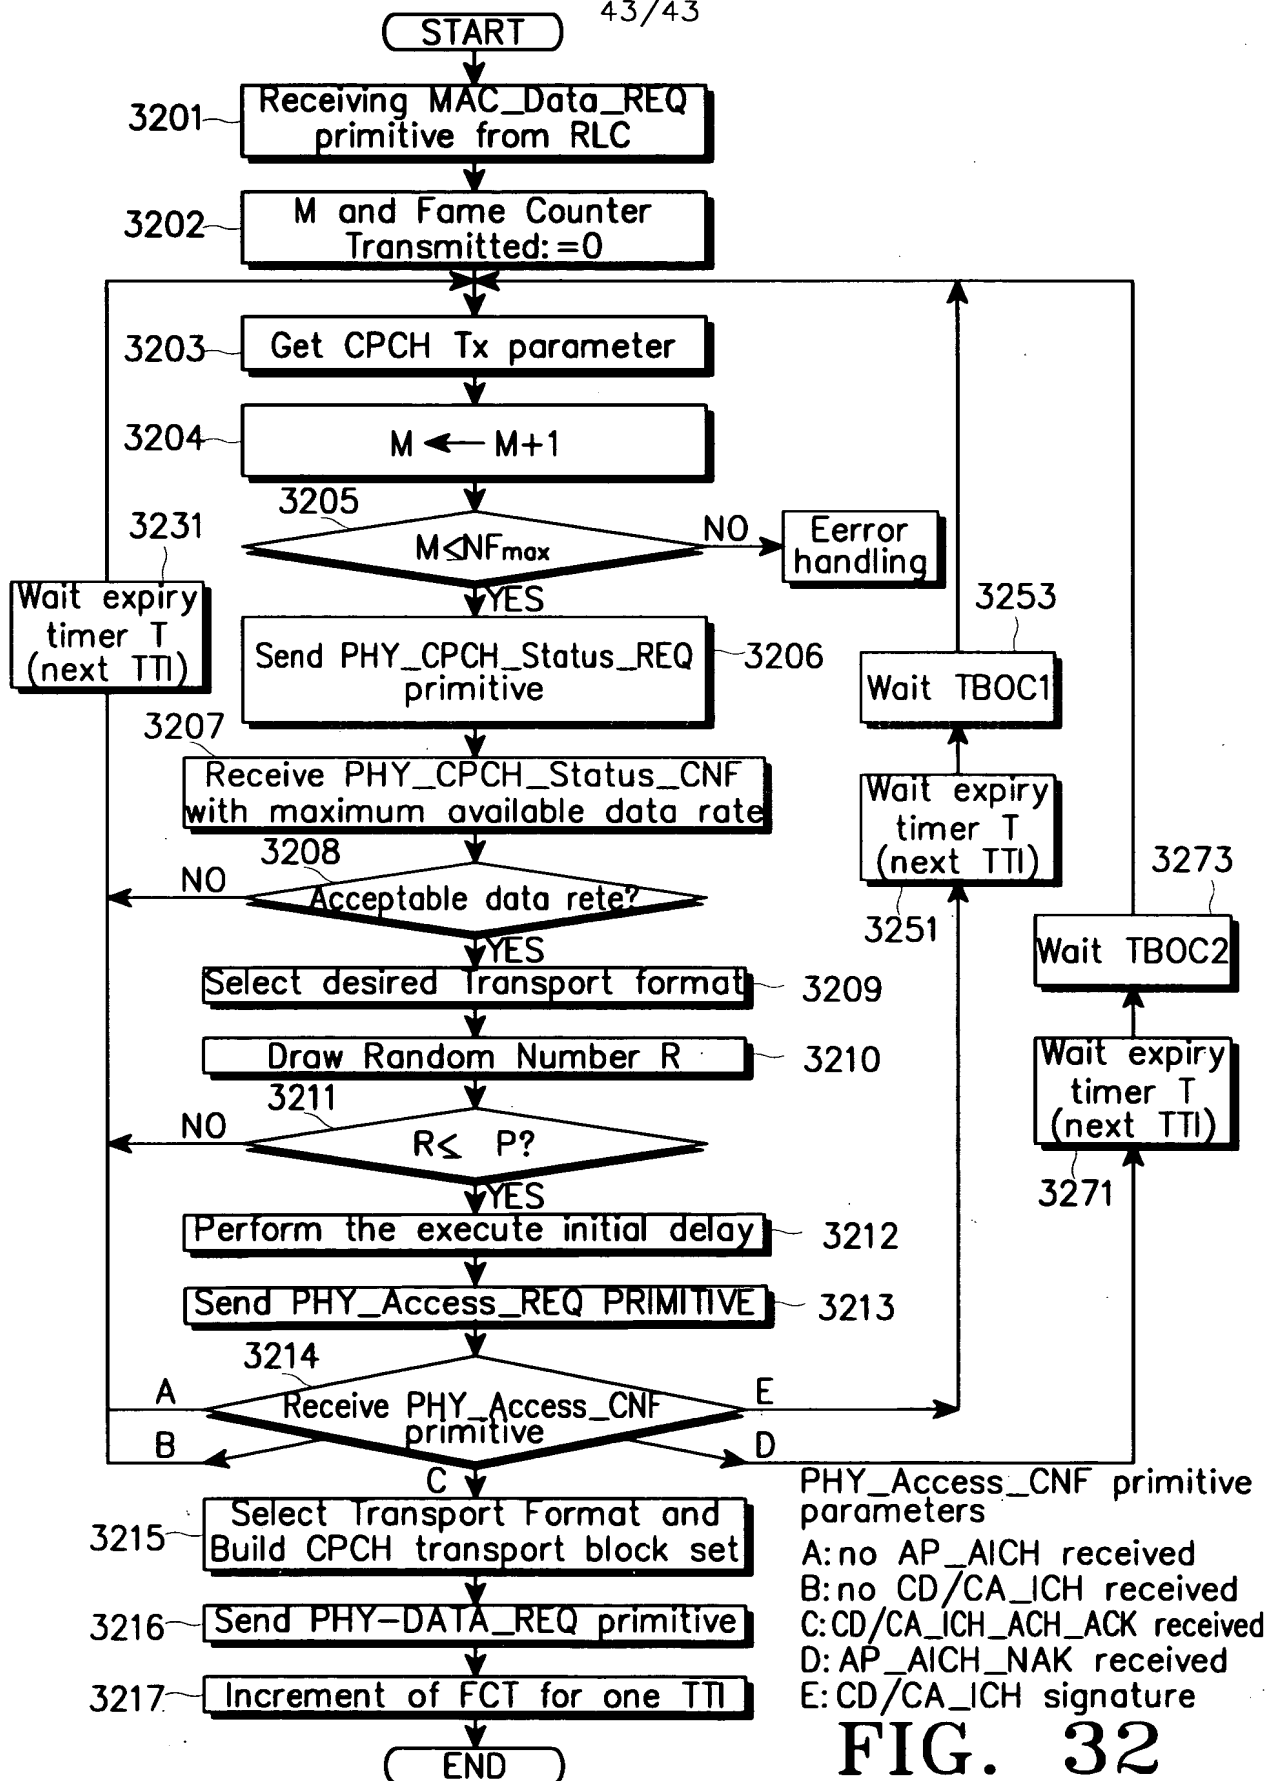 43/43
START
3201
Receiving MAC_Data_REQ
primitive from RLC
3202
M and Fame Counter
Transmitted:=0
3203
Get CPCH Tx parameter
3204
M ← M+1
3205
M≤NFmax
NO
Eerror
handling
YES
3231
Wait expiry
timer T
(next TTI)
Send PHY_CPCH_Status_REQ
primitive
3206
3253
Wait TBOC1
3207
Receive PHY_CPCH_Status_CNF
with maximum available data rate
Wait expiry
timer T
(next TTI)
3251
3208
NO
Acceptable data rete?
YES
3273
Wait TBOC2
Select desired Transport format
3209
Draw Random Number R
3210
Wait expiry
timer T
(next TTI)
3271
3211
NO
R≤ P?
YES
Perform the execute initial delay
3212
Send PHY_Access_REQ PRIMITIVE
3213
3214
A
Receive PHY_Access_CNF
primitive
E
B
D
C
3215
Select Transport Format and
Build CPCH transport block set
3216
Send PHY-DATA_REQ primitive
3217
Increment of FCT for one TTI
END
PHY_Access_CNF primitive
parameters
A: no AP_AICH received
B: no CD/CA_ICH received
C: CD/CA_ICH_ACH_ACK received
D: AP_AICH_NAK received
E: CD/CA_ICH signature
FIG. 32